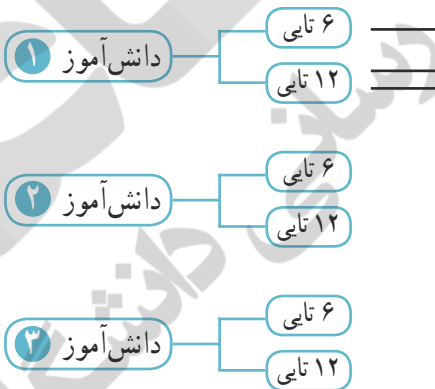 ۶ تایی
دانش‌آموز ۱
۱۲ تایی
۶ تایی
دانش‌آموز ۲
۱۲ تایی
۶ تایی
دانش‌آموز ۳
۱۲ تایی